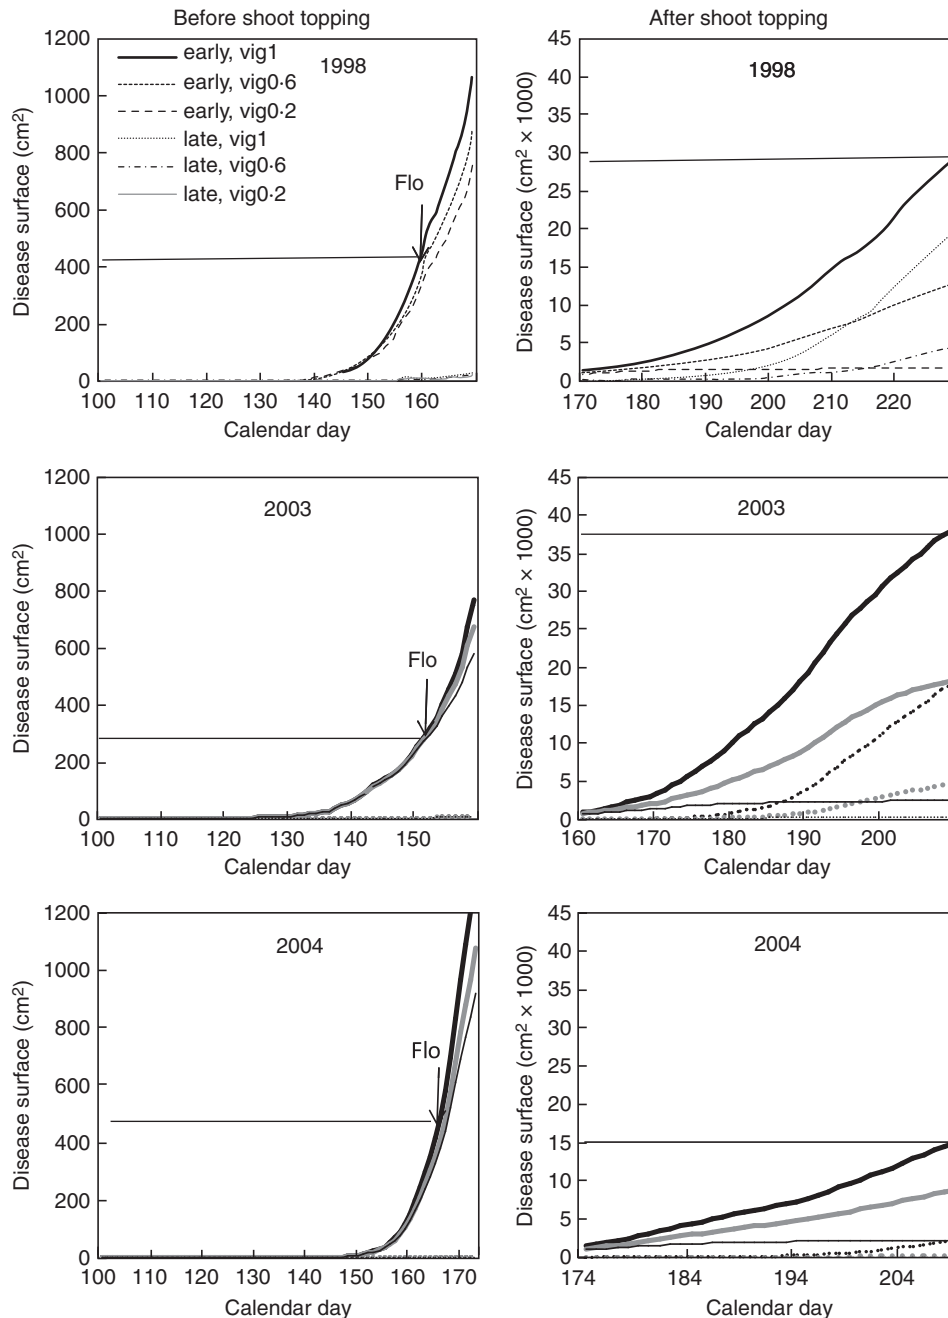 Before shoot topping
After shoot topping
1200
1000
800
600
400
200
0
Disease surface (cm²)
early, vig1
early, vig0·6
early, vig0·2
late, vig1
late, vig0·6
late, vig0·2
1998
Flo
100 110 120 130 140 150 160
Calendar day
45
40
35
30
25
20
15
10
5
0
Disease surface (cm² × 1000)
1998
170 180 190 200 210 220
Calendar day
1200
1000
800
600
400
200
0
Disease surface (cm²)
2003
Flo
100 110 120 130 140 150
Calendar day
45
40
35
30
25
20
15
10
5
0
Disease surface (cm² × 1000)
2003
160 170 180 190 200
Calendar day
1200
1000
800
600
400
200
0
Disease surface (cm²)
2004
Flo
100 110 120 130 140 150 160 170
Calendar day
45
40
35
30
25
20
15
10
5
0
Disease surface (cm² × 1000)
2004
174 184 194 204
Calendar day